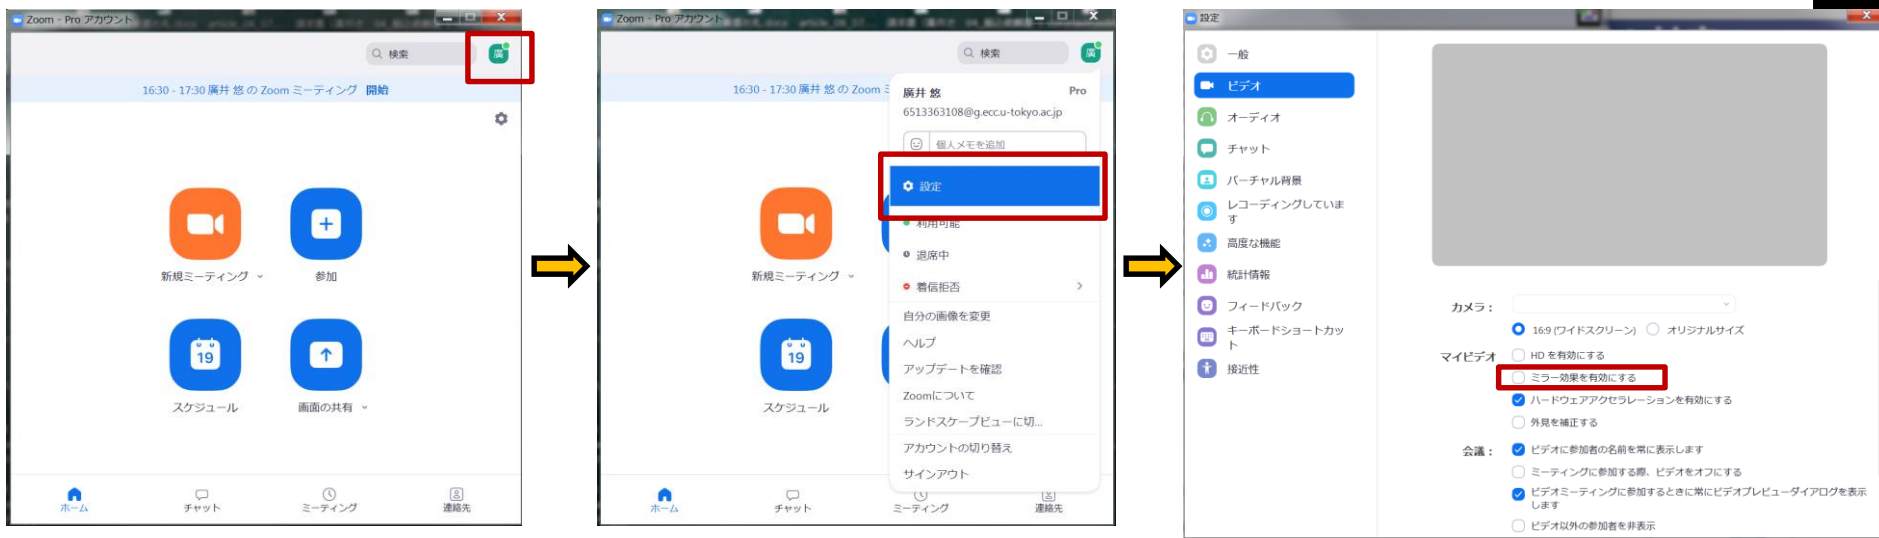 Zoom - Pro アカウント
検索
廣
16:30 - 17:30 廣井 悠 の Zoom ミーティング 開始
新規ミーティング
参加
19
スケジュール
画面の共有
ホーム
チャット
ミーティング
連絡先
Zoom - Pro アカウント
検索
廣
16:30 - 17:30 廣井 悠 の Zoom ミ
廣井 悠
Pro
6513363108@g.ecc.u-tokyo.ac.jp
個人メモを追加
設定
利用可能
退席中
着信拒否
自分の画像を変更
ヘルプ
アップデートを確認
Zoomについて
ランドスケープビューに切...
アカウントの切り替え
サインアウト
新規ミーティング
19
スケジュール
ホーム
チャット
ミーティング
連絡先
設定
一般
ビデオ
オーディオ
チャット
バーチャル背景
レコーディングしていま
す
高度な機能
統計情報
フィードバック
キーボードショートカッ
ト
接近性
カメラ：
16:9 (ワイドスクリーン)
オリジナルサイズ
マイビデオ
HD を有効にする
ミラー効果を有効にする
ハードウェアアクセラレーションを有効にする
外見を補正する
会議：
ビデオに参加者の名前を常に表示します
ミーティングに参加する際、ビデオをオフにする
ビデオミーティングに参加するときに常にビデオプレビューダイアログを表示
します
ビデオ以外の参加者を非表示